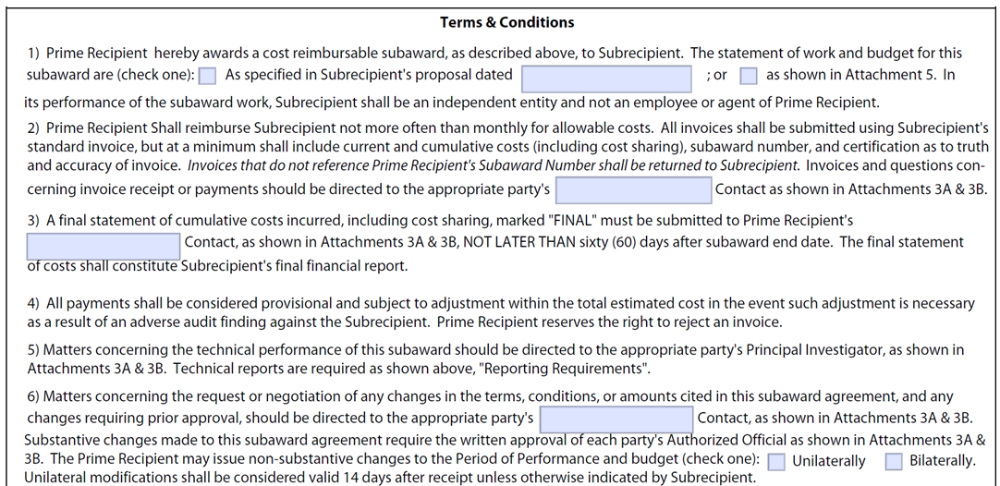 Terms & Conditions
1) Prime Recipient hereby awards a cost reimbursable subaward, as described above, to Subrecipient. The statement of work and budget for this
subaward are (check one): As specified in Subrecipient's proposal dated ; or as shown in Attachment 5. In
its performance of the subaward work, Subrecipient shall be an independent entity and not an employee or agent of Prime Recipient.
2) Prime Recipient Shall reimburse Subrecipient not more often than monthly for allowable costs. All invoices shall be submitted using Subrecipient's
standard invoice, but at a minimum shall include current and cumulative costs (including cost sharing), subaward number, and certification as to truth
and accuracy of invoice. Invoices that do not reference Prime Recipient's Subaward Number shall be returned to Subrecipient. Invoices and questions con-
cerning invoice receipt or payments should be directed to the appropriate party's Contact as shown in Attachments 3A & 3B.
3) A final statement of cumulative costs incurred, including cost sharing, marked "FINAL" must be submitted to Prime Recipient's
Contact, as shown in Attachments 3A & 3B, NOT LATER THAN sixty (60) days after subaward end date. The final statement
of costs shall constitute Subrecipient's final financial report.
4) All payments shall be considered provisional and subject to adjustment within the total estimated cost in the event such adjustment is necessary
as a result of an adverse audit finding against the Subrecipient. Prime Recipient reserves the right to reject an invoice.
5) Matters concerning the technical performance of this subaward should be directed to the appropriate party's Principal Investigator, as shown in
Attachments 3A & 3B. Technical reports are required as shown above, "Reporting Requirements".
6) Matters concerning the request or negotiation of any changes in the terms, conditions, or amounts cited in this subaward agreement, and any
changes requiring prior approval, should be directed to the appropriate party's Contact, as shown in Attachments 3A & 3B.
Substantive changes made to this subaward agreement require the written approval of each party's Authorized Official as shown in Attachments 3A &
3B. The Prime Recipient may issue non-substantive changes to the Period of Performance and budget (check one): Unilaterally Bilaterally.
Unilateral modifications shall be considered valid 14 days after receipt unless otherwise indicated by Subrecipient.